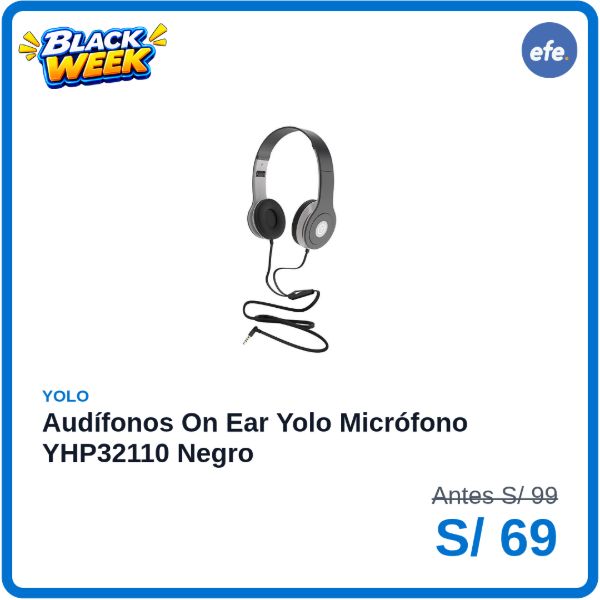 BLACK
WEEK
efe.
YOLO
Audífonos On Ear Yolo Micrófono
YHP32110 Negro
Antes S/ 99
S/ 69